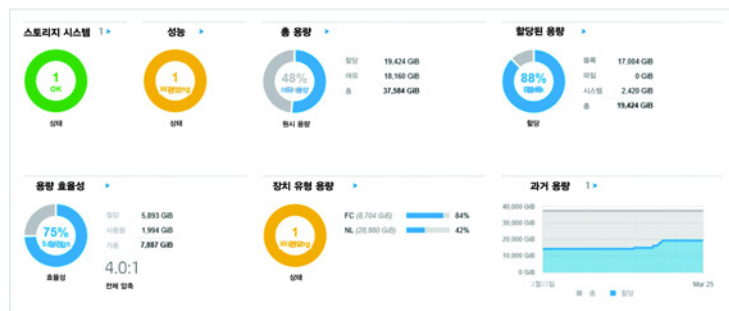 스토리지 시스템 1
성능
총 용량
할당된 용량
1
OK
상태
1
상태
48%
원시 용량
할당 19,424 GiB
여유 18,160 GiB
총 37,584 GiB
88%
할당
블록 17,004 GiB
파일 0 GiB
시스템 2,420 GiB
총 19,424 GiB
용량 효율성
장치 유형 용량
과거 용량 1
75%
효율성
절감 5,893 GiB
사용됨 1,994 GiB
가용 7,887 GiB
4.0:1
전체 압축
1
상태
FC (8,704 GiB) 84%
NL (28,880 GiB) 42%
40,000 GiB
30,000 GiB
20,000 GiB
10,000 GiB
0 GiB
Mar 25
총 할당